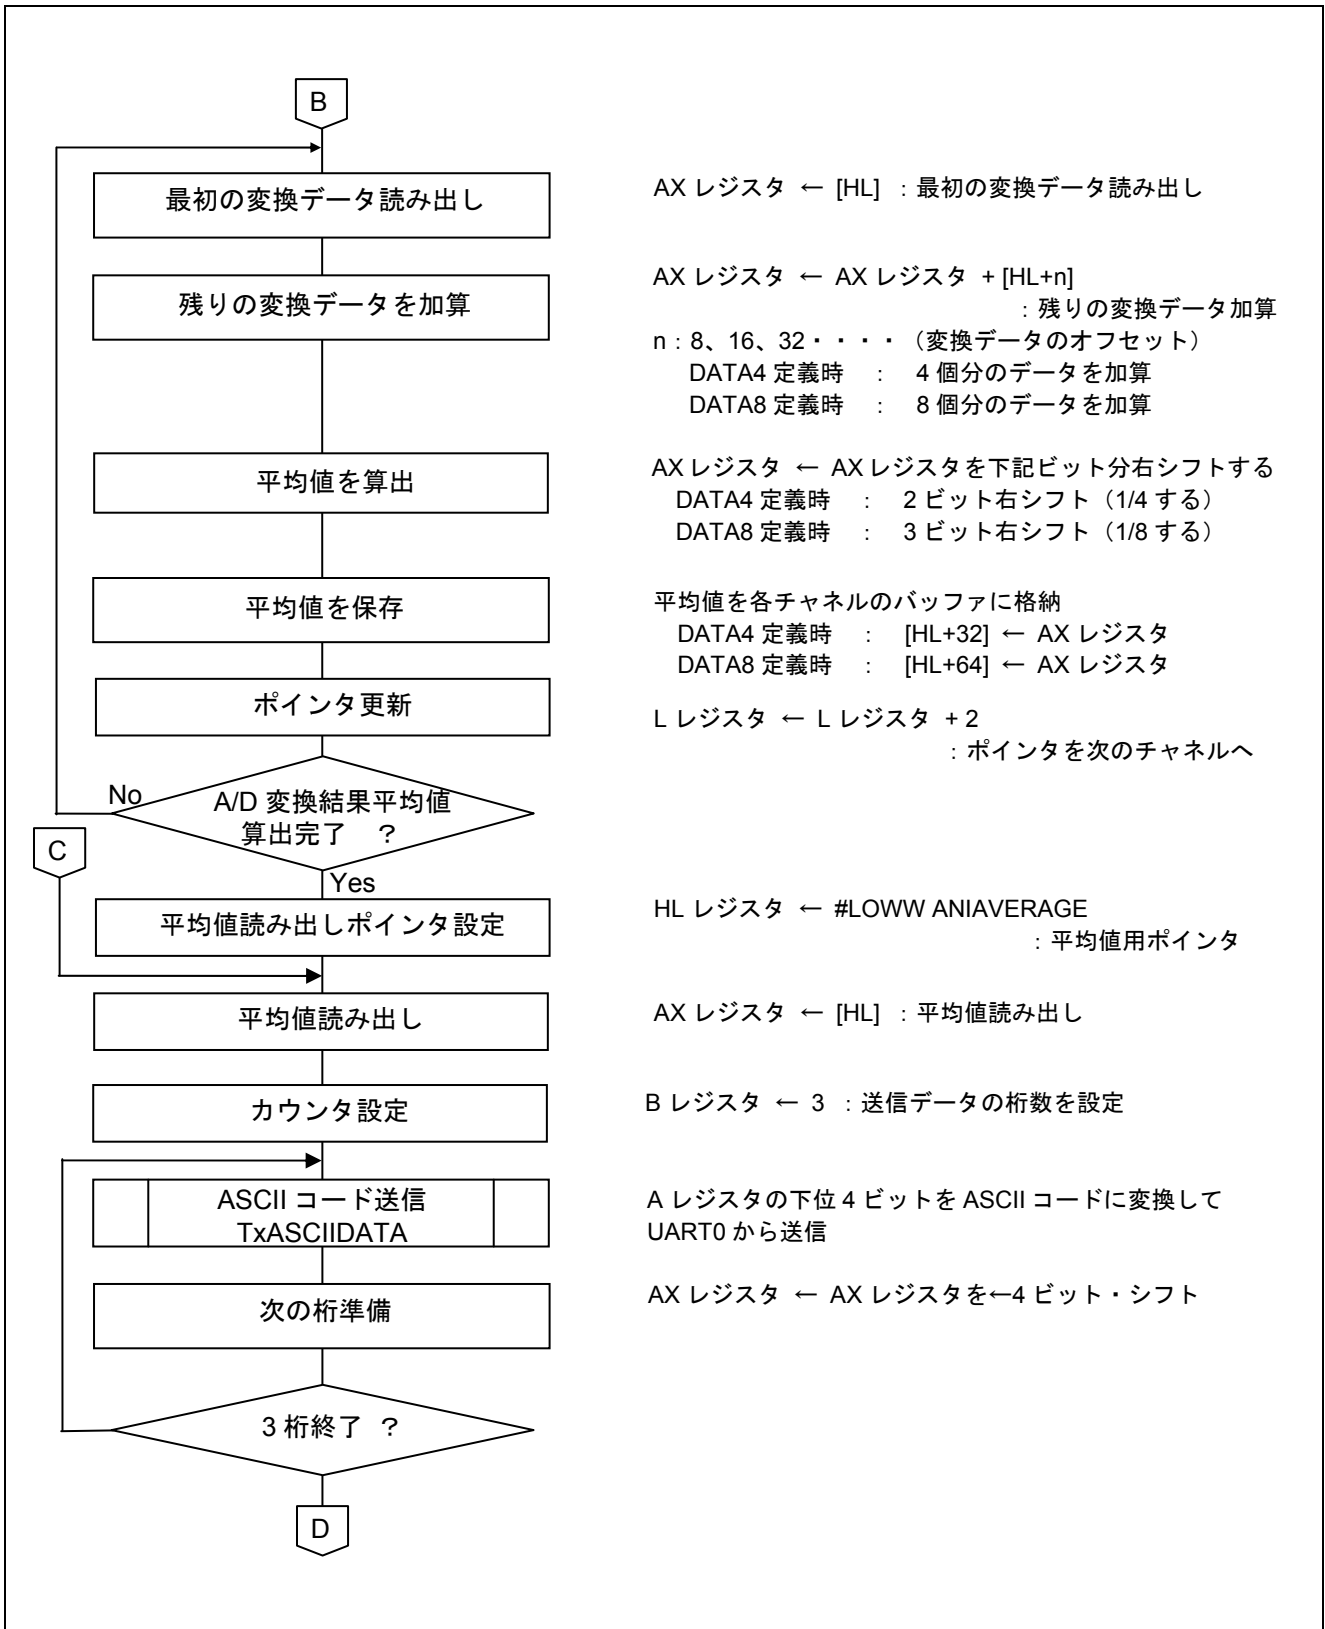 B
最初の変換データ読み出し
AX レジスタ ← [HL] ：最初の変換データ読み出し
残りの変換データを加算
AX レジスタ ← AX レジスタ + [HL+n]
：残りの変換データ加算
n：8、16、32・・・・（変換データのオフセット）
DATA4 定義時 ： 4 個分のデータを加算
DATA8 定義時 ： 8 個分のデータを加算
平均値を算出
AX レジスタ ← AX レジスタを下記ビット分右シフトする
DATA4 定義時 ： 2 ビット右シフト（1/4 する）
DATA8 定義時 ： 3 ビット右シフト（1/8 する）
平均値を保存
平均値を各チャネルのバッファに格納
DATA4 定義時 ： [HL+32] ← AX レジスタ
DATA8 定義時 ： [HL+64] ← AX レジスタ
ポインタ更新
L レジスタ ← L レジスタ + 2
：ポインタを次のチャネルへ
No
A/D 変換結果平均値
算出完了 ？
C
Yes
平均値読み出しポインタ設定
HL レジスタ ← #LOWW ANIAVERAGE
：平均値用ポインタ
平均値読み出し
AX レジスタ ← [HL] ：平均値読み出し
カウンタ設定
B レジスタ ← 3 ：送信データの桁数を設定
ASCII コード送信
TxASCIIDATA
A レジスタの下位 4 ビットを ASCII コードに変換して
UART0 から送信
次の桁準備
AX レジスタ ← AX レジスタを←4 ビット・シフト
3 桁終了 ？
D